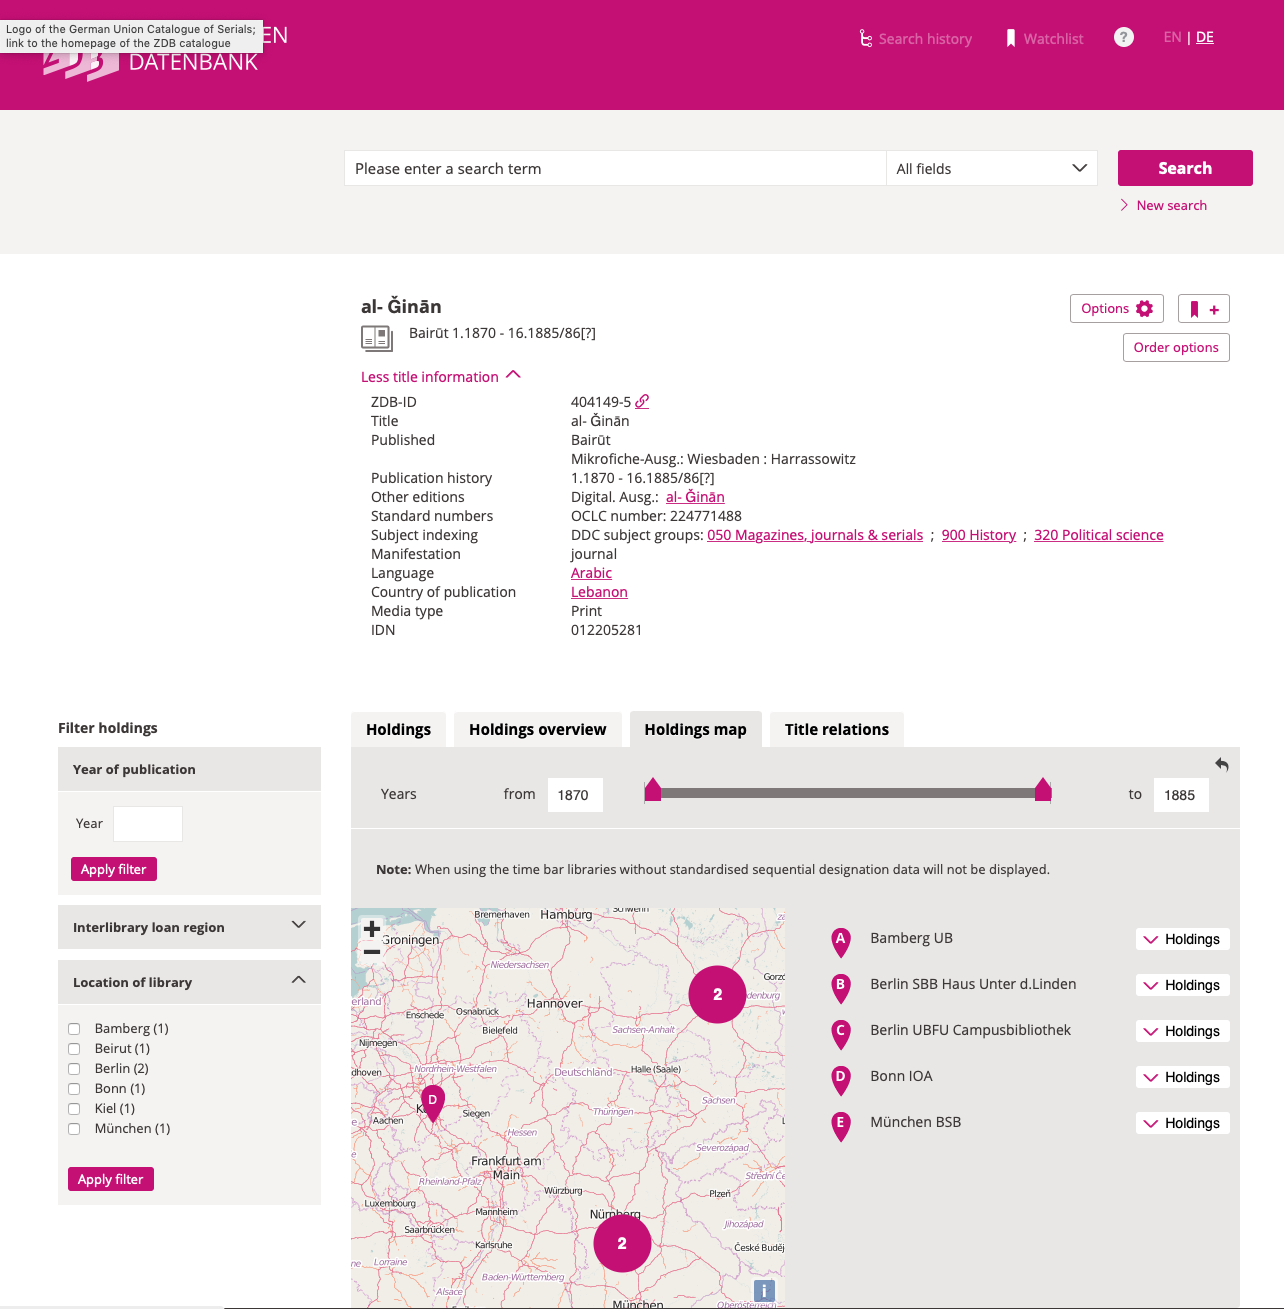 Logo of the German Union Catalogue of Serials;
link to the homepage of the ZDB catalogue
EN
DATENBANK
Search history
Watchlist
?
EN | DE
Please enter a search term
All fields
Search
New search
al- Ǧinān
Options
+
Bairūt 1.1870 - 16.1885/86[?]
Order options
Less title information
ZDB-ID 404149-5
Title al- Ǧinān
Published Bairūt
Mikrofiche-Ausg.: Wiesbaden : Harrassowitz
Publication history 1.1870 - 16.1885/86[?]
Other editions Digital. Ausg.: al- Ǧinān
Standard numbers OCLC number: 224771488
Subject indexing DDC subject groups: 050 Magazines, journals & serials ; 900 History ; 320 Political science
Manifestation journal
Language Arabic
Country of publication Lebanon
Media type Print
IDN 012205281
Filter holdings
Year of publication
Year
Apply filter
Interlibrary loan region
Location of library
Bamberg (1)
Beirut (1)
Berlin (2)
Bonn (1)
Kiel (1)
München (1)
Apply filter
Holdings
Holdings overview
Holdings map
Title relations
Years from 1870 to 1885
Note: When using the time bar libraries without standardised sequential designation data will not be displayed.
+
−
Bremerhaven
Hamburg
Schwerin
Groningen
Niedersachsen
2
Hannover
Enschede
Osnabrück
Bielefeld
Sachsen-Anhalt
Nijmegen
Nordrhein-Westfalen
Deutschland
Halle (Saale)
D
Aachen
Siegen
Sachsen
Thüringen
Hessen
Severozápad
Frankfurt am
Main
Rheinland-Pfalz
Würzburg
Plzeň
Luxembourg
Mannheim
Nürnberg
Jihozápad
Saarbrücken
Karlsruhe
2
České Buděj
Lorraine
Baden-Württemberg
Alsace
München
Oberösterreich
i
A Bamberg UB Holdings
B Berlin SBB Haus Unter d.Linden Holdings
C Berlin UBFU Campusbibliothek Holdings
D Bonn IOA Holdings
E München BSB Holdings